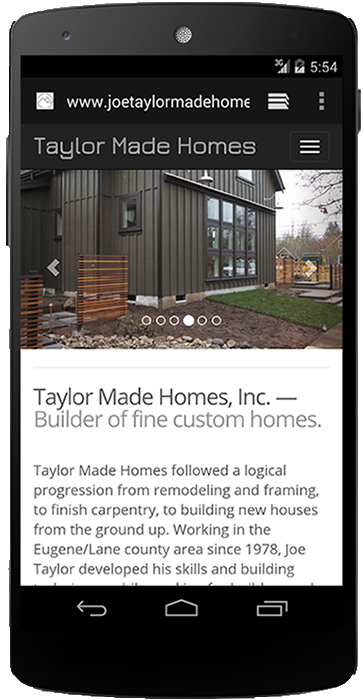 3G 5:54
www.joetaylormadehome
Taylor Made Homes
Taylor Made Homes, Inc. —
Builder of fine custom homes.
Taylor Made Homes followed a logical
progression from remodeling and framing,
to finish carpentry, to building new houses
from the ground up. Working in the
Eugene/Lane county area since 1978, Joe
Taylor developed his skills and building